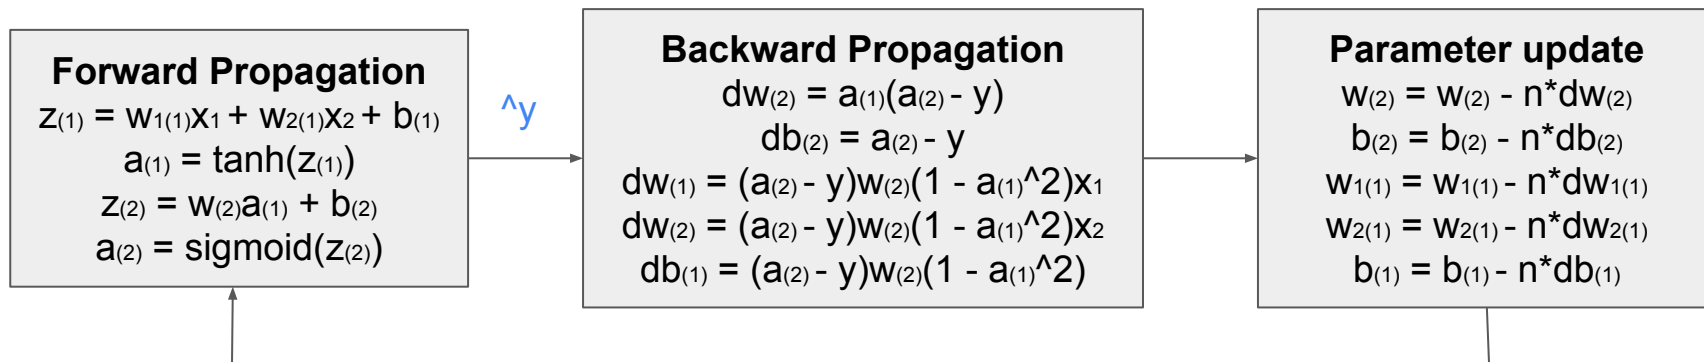 Forward Propagation
z(1) = w1(1)x1 + w2(1)x2 + b(1)
a(1) = tanh(z(1))
z(2) = w(2)a(1) + b(2)
a(2) = sigmoid(z(2))
^y
Backward Propagation
dw(2) = a(1)(a(2) - y)
db(2) = a(2) - y
dw(1) = (a(2) - y)w(2)(1 - a(1)^2)x1
dw(2) = (a(2) - y)w(2)(1 - a(1)^2)x2
db(1) = (a(2) - y)w(2)(1 - a(1)^2)
Parameter update
w(2) = w(2) - n*dw(2)
b(2) = b(2) - n*db(2)
w1(1) = w1(1) - n*dw1(1)
w2(1) = w2(1) - n*dw2(1)
b(1) = b(1) - n*db(1)